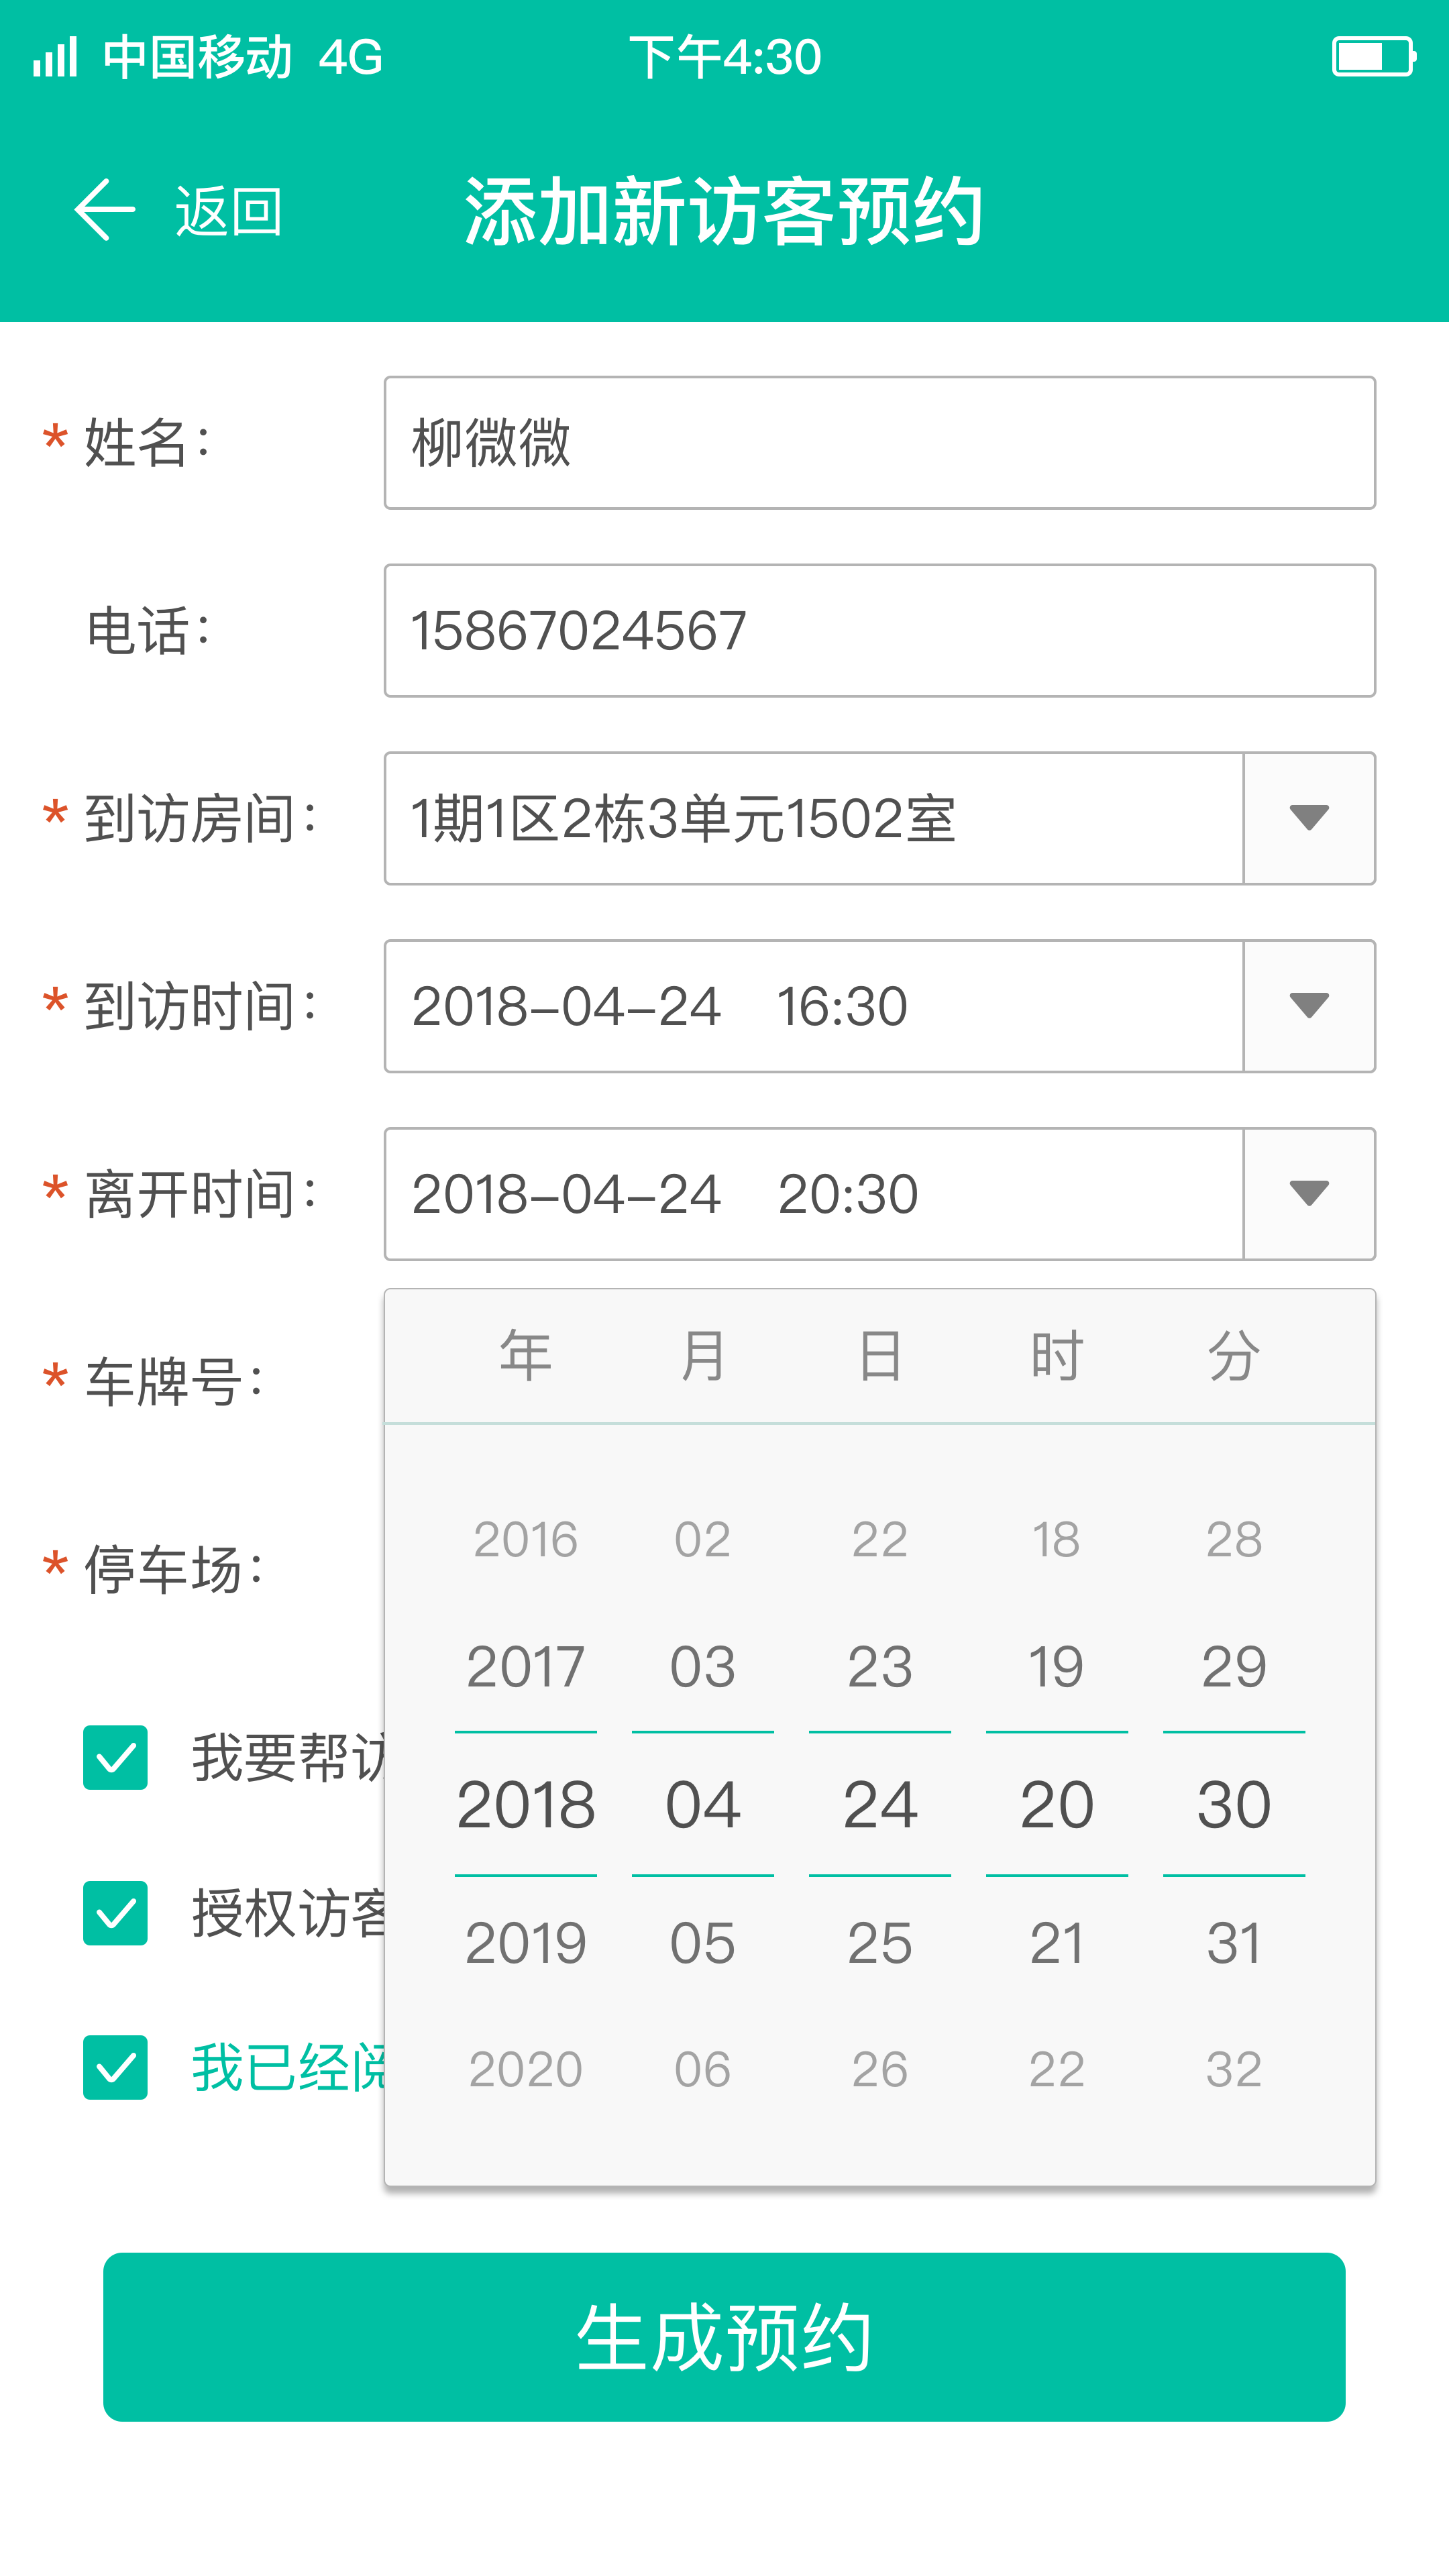 中国移动 4G 下午4:30
返回 添加新访客预约
* 姓名： 柳微微
电话： 15867024567
* 到访房间： 1期1区2栋3单元1502室
* 到访时间： 2018-04-24 16:30
* 离开时间： 2018-04-24 20:30
* 车牌号：
* 停车场：
年 月 日 时 分
2016 02 22 18 28
2017 03 23 19 29
2018 04 24 20 30
2019 05 25 21 31
2020 06 26 22 32
我要帮访
授权访客
我已经阅
生成预约